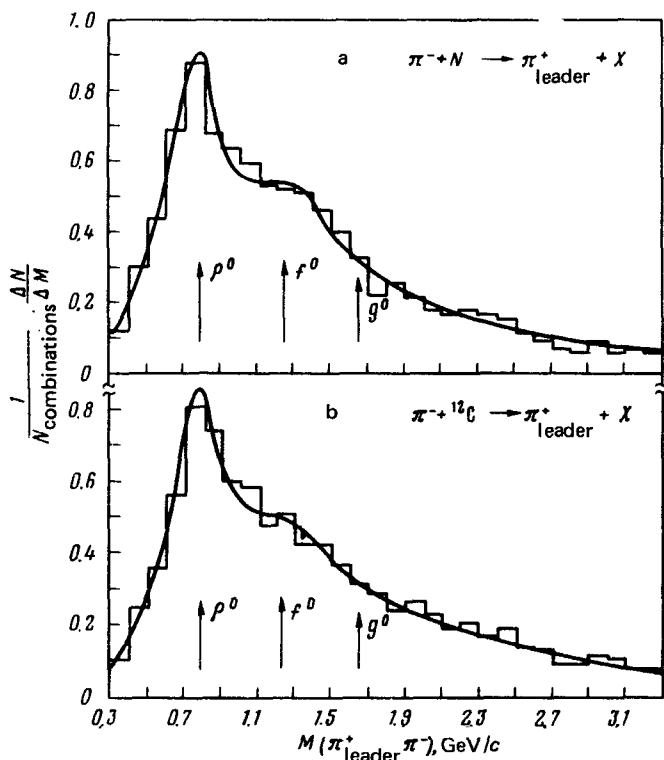 1.0
a π⁻+N → π⁺leader + X
0.8
0.6
0.4
ρ⁰ f⁰ g⁰
0.2
0
1/Ncombinations · ΔN/ΔM
b π⁻+¹²C → π⁺leader + X
0.8
0.6
0.4
ρ⁰ f⁰ g⁰
0.2
0
0,3 0.7 1.1 1.5 1.9 2.3 2.7 3.1
M(π⁺leader π⁻), GeV/c